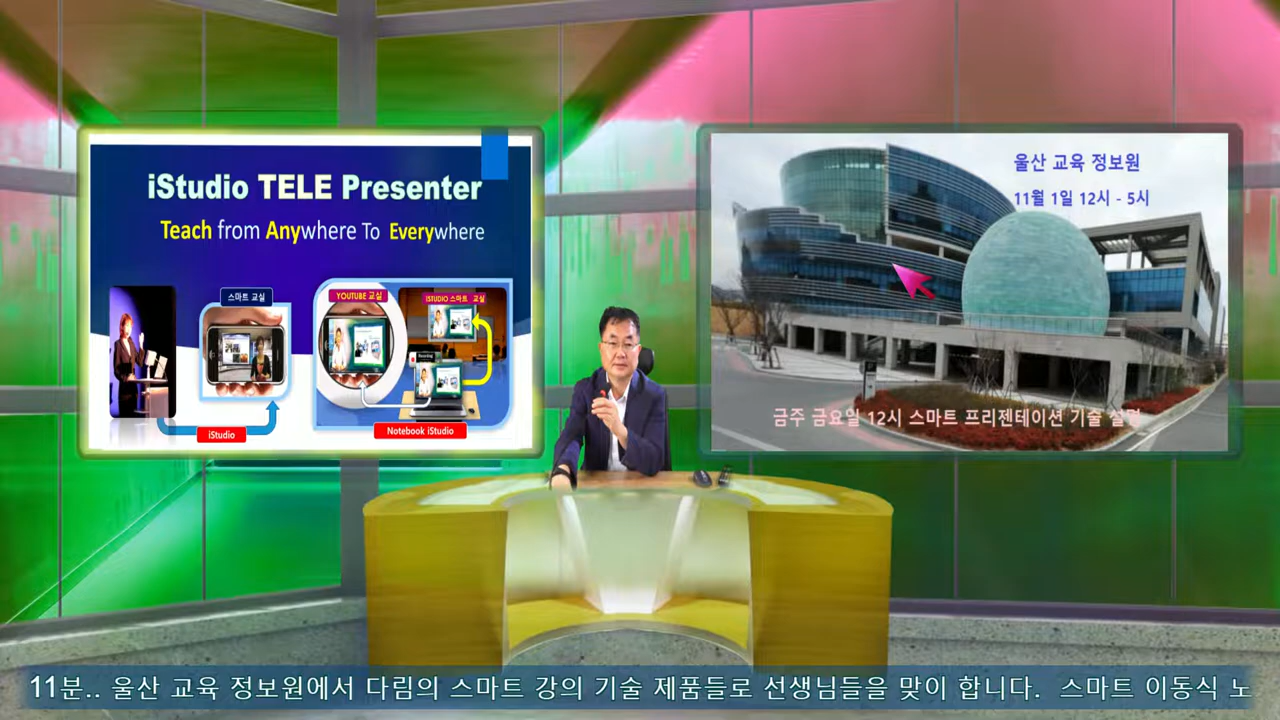 iStudio TELE Presenter
Teach from Anywhere To Everywhere
스마트 교실
YOUTUBE 교실
iSTUDIO 스마트 교실
Recording
iStudio
Notebook iStudio
울산 교육 정보원
11월 1일 12시 - 5시
금주 금요일 12시 스마트 프리젠테이션 기술 설명
11분.. 울산 교육 정보원에서 다림의 스마트 강의 기술 제품들로 선생님들을 맞이 합니다. 스마트 이동식 노